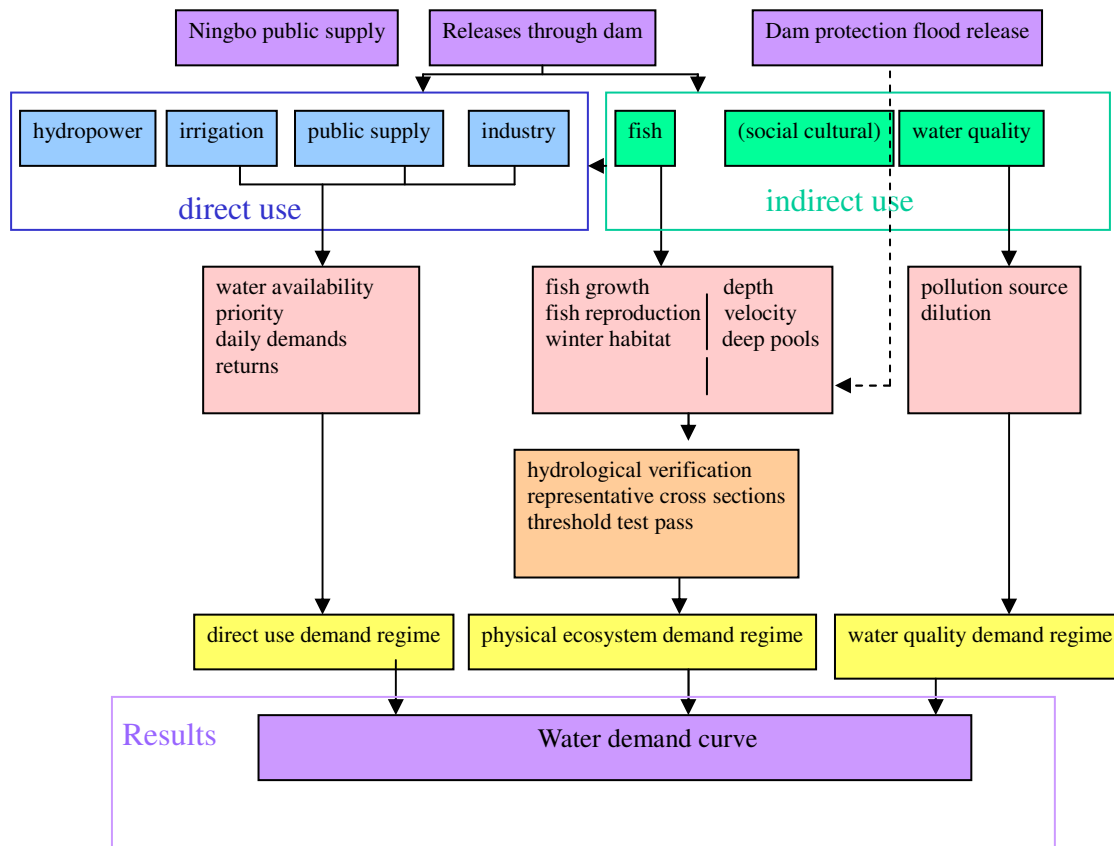 Ningbo public supply
Releases through dam
Dam protection flood release
hydropower
irrigation
public supply
industry
direct use
fish
(social cultural)
water quality
indirect use
water availability
priority
daily demands
returns
fish growth
fish reproduction
winter habitat
depth
velocity
deep pools
pollution source
dilution
hydrological verification
representative cross sections
threshold test pass
direct use demand regime
physical ecosystem demand regime
water quality demand regime
Results
Water demand curve